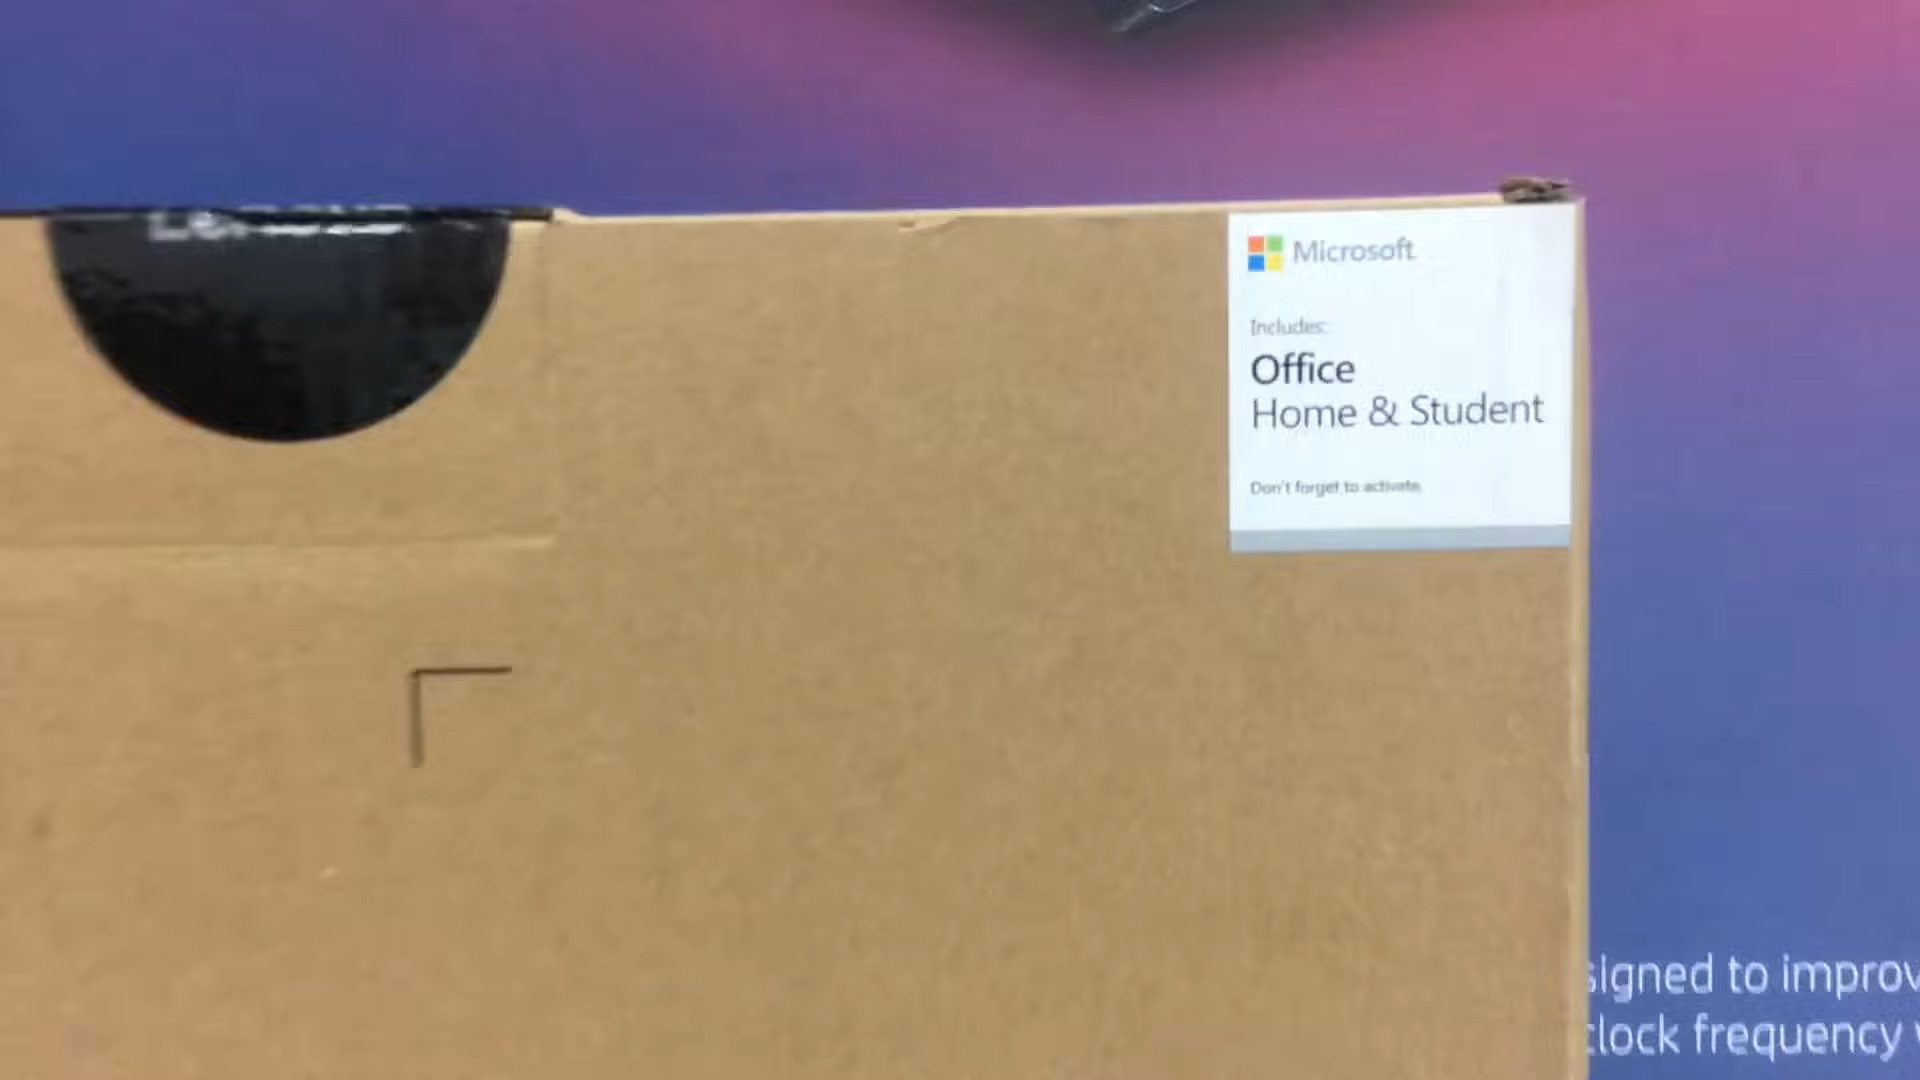 Microsoft
Includes:
Office
Home & Student
Don't forget to activate.
signed to improv
clock frequency